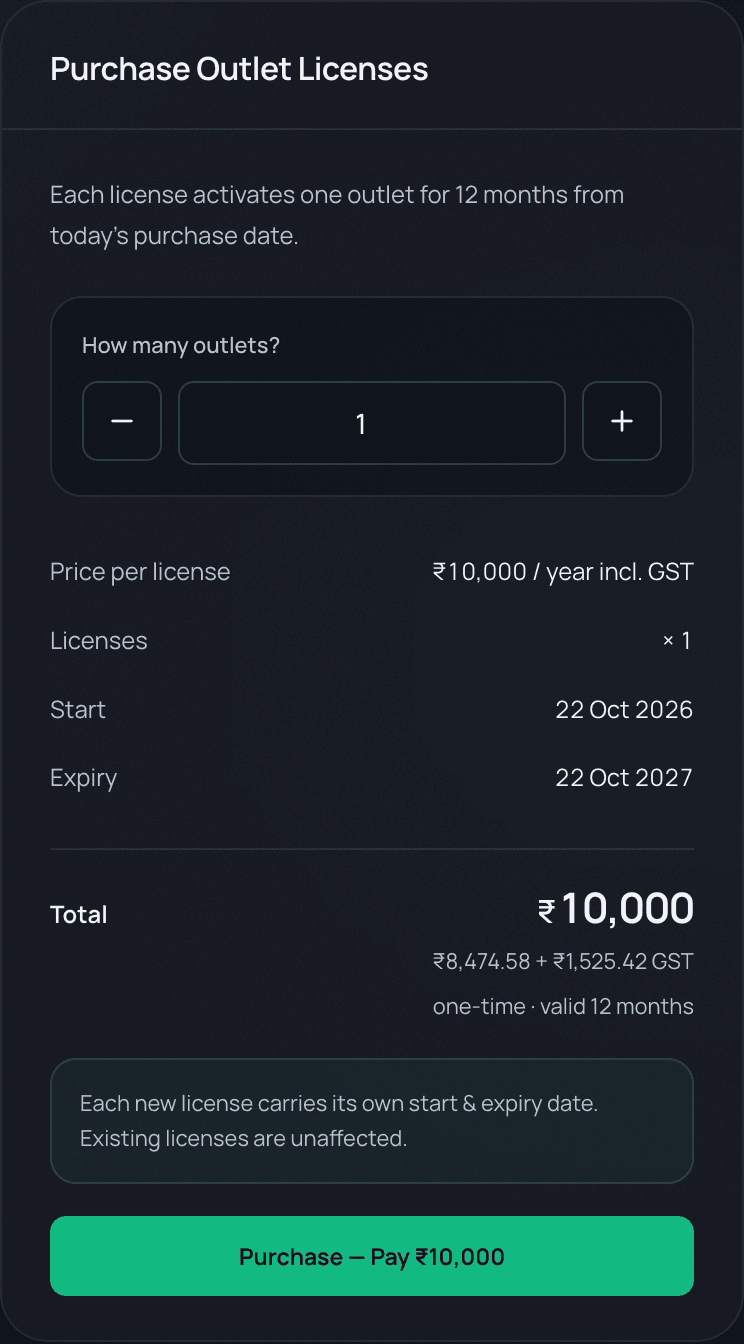 Purchase Outlet Licenses
Each license activates one outlet for 12 months from
today's purchase date.
How many outlets?
− 1 +
Price per license ₹10,000 / year incl. GST
Licenses × 1
Start 22 Oct 2026
Expiry 22 Oct 2027
Total ₹10,000
₹8,474.58 + ₹1,525.42 GST
one-time · valid 12 months
Each new license carries its own start & expiry date.
Existing licenses are unaffected.
Purchase — Pay ₹10,000